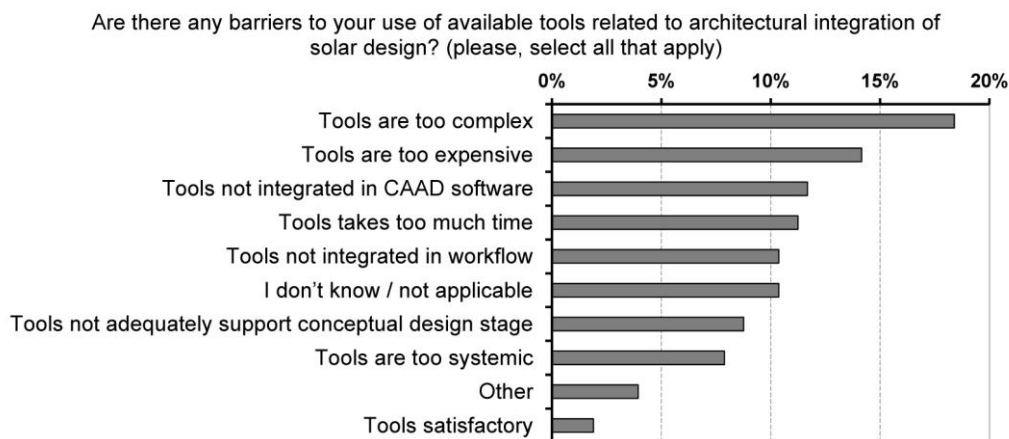 Are there any barriers to your use of available tools related to architectural integration of
solar design? (please, select all that apply)
0% 5% 10% 15% 20%
Tools are too complex
Tools are too expensive
Tools not integrated in CAAD software
Tools takes too much time
Tools not integrated in workflow
I don't know / not applicable
Tools not adequately support conceptual design stage
Tools are too systemic
Other
Tools satisfactory